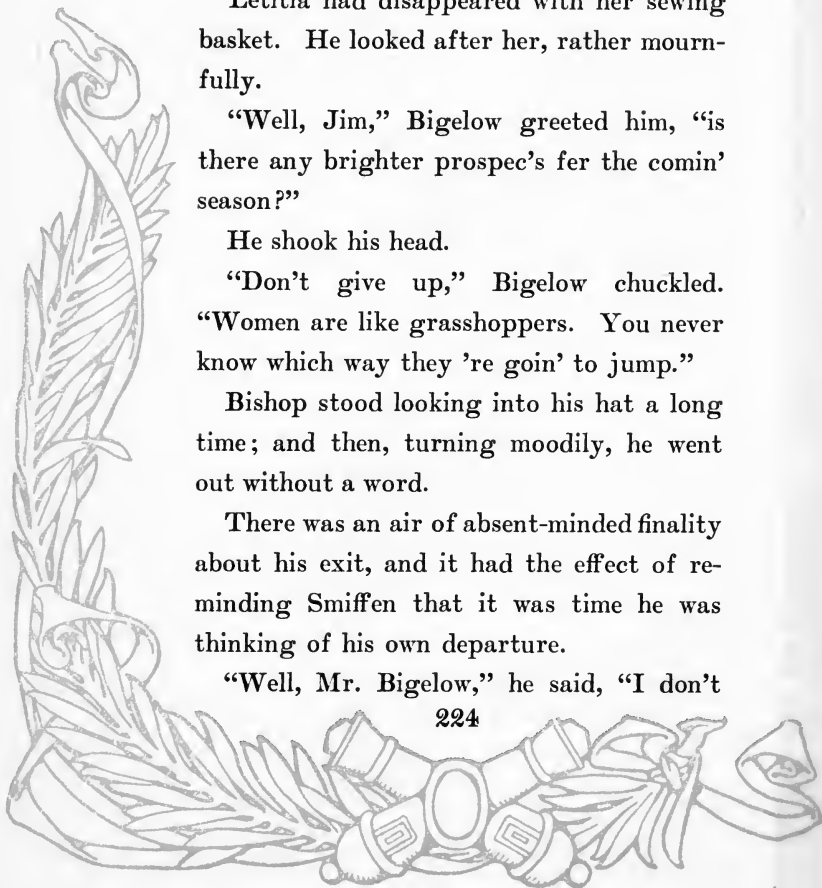 Letitia had disappeared with her sewing
basket. He looked after her, rather mourn-
fully.
“Well, Jim,” Bigelow greeted him, “is
there any brighter prospec’s fer the comin’
season?”
He shook his head.
“Don’t give up,” Bigelow chuckled.
“Women are like grasshoppers. You never
know which way they ’re goin’ to jump.”
Bishop stood looking into his hat a long
time; and then, turning moodily, he went
out without a word.
There was an air of absent-minded finality
about his exit, and it had the effect of re-
minding Smiffen that it was time he was
thinking of his own departure.
“Well, Mr. Bigelow,” he said, “I don’t
224